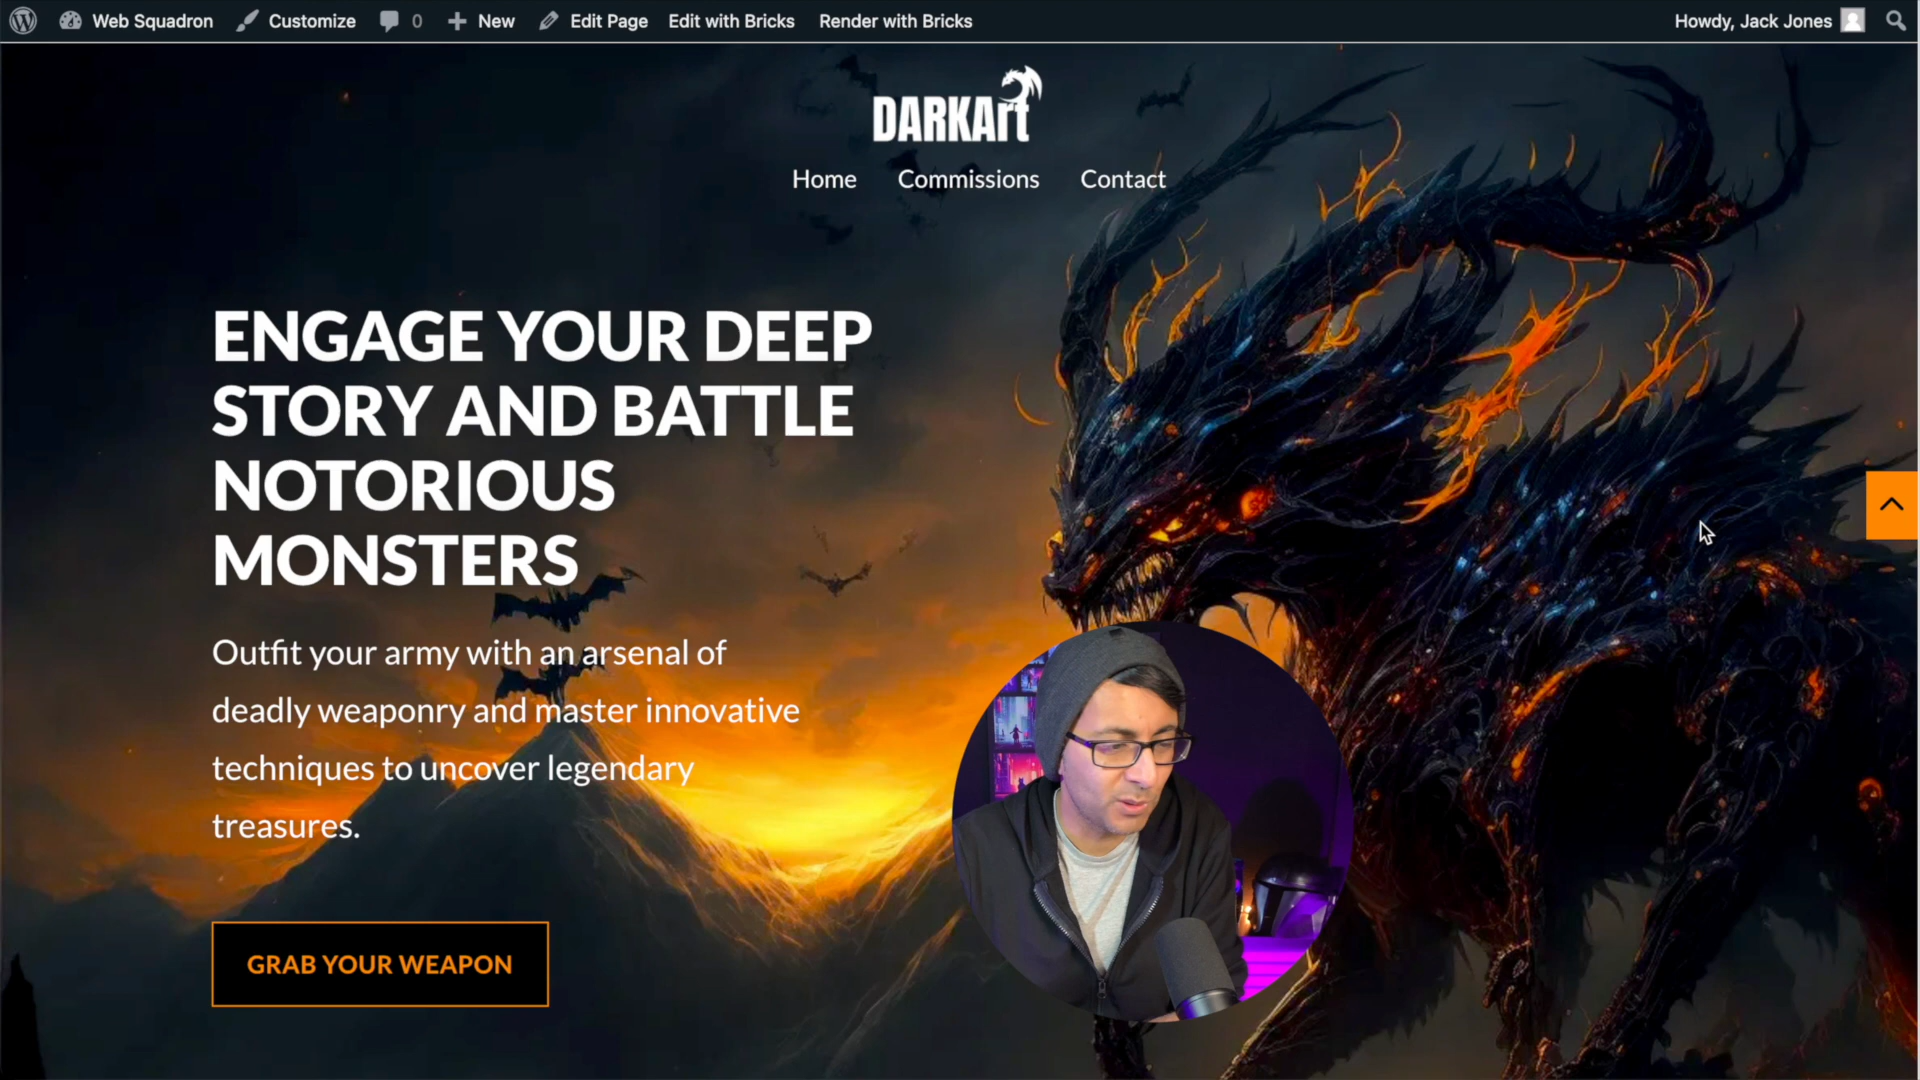 Web Squadron Customize 0 New Edit Page Edit with Bricks Render with Bricks Howdy, Jack Jones
DARKArt
Home Commissions Contact
ENGAGE YOUR DEEP
STORY AND BATTLE
NOTORIOUS
MONSTERS
Outfit your army with an arsenal of
deadly weaponry and master innovative
techniques to uncover legendary
treasures.
GRAB YOUR WEAPON